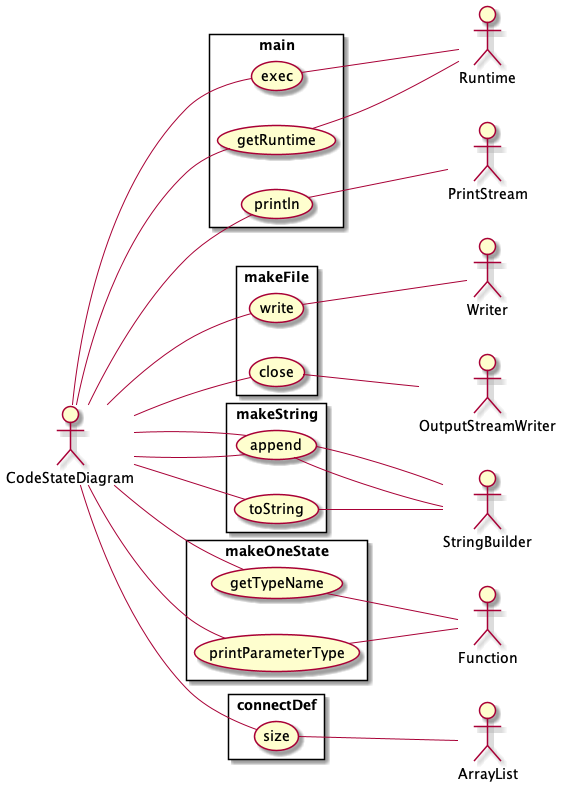 main
exec
Runtime
getRuntime
PrintStream
println
makeFile
write
Writer
close
OutputStreamWriter
makeString
append
CodeStateDiagram
toString
StringBuilder
makeOneState
getTypeName
printParameterType
Function
connectDef
size
ArrayList